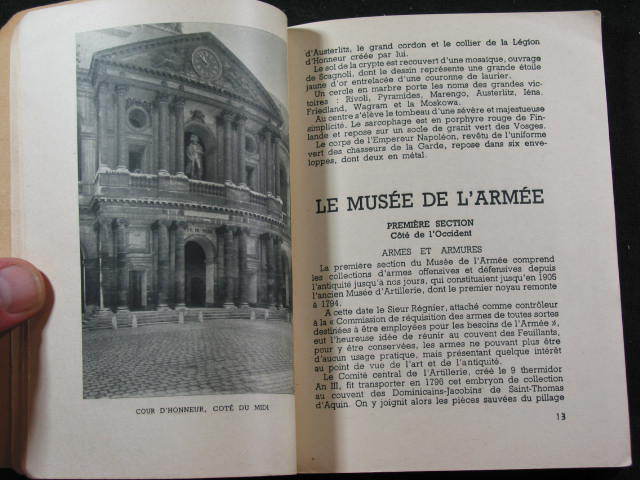 COUR D'HONNEUR, COTÉ DU MIDI
d'Austerlitz, le grand cordon et le collier de la Légion
d'Honneur créée par lui.
Le sol de la crypte est recouvert d'une mosaïque, ouvrage
de Scagnoli, dont le dessin représente une grande étoile
jaune d'or entrelacée d'une couronne de laurier.
Un cercle en marbre porte les noms des grandes vic-
toires : Rivoli, Pyramides, Marengo, Austerlitz, Iéna,
Friedland, Wagram et la Moskowa.
Au centre s'élève le tombeau d'une sévère et majestueuse
simplicité. Le sarcophage est en porphyre rouge de Fin-
lande et repose sur un socle de granit vert des Vosges.
Le corps de l'Empereur Napoléon, revêtu de l'uniforme
vert des chasseurs de la Garde, repose dans six enve-
loppes, dont deux en métal.
LE MUSÉE DE L'ARMÉE
PREMIÈRE SECTION
Côté de l'Occident
ARMES ET ARMURES
La première section du Musée de l'Armée comprend
les collections d'armes offensives et défensives depuis
l'antiquité jusqu'à nos jours, qui constituaient jusqu'en 1905
l'ancien Musée d'Artillerie, dont le premier noyau remonte
à 1794.
A cette date le Sieur Régnier, attaché comme contrôleur
à la « Commission de réquisition des armes de toutes sortes
destinées à être employées pour les besoins de l'Armée »,
eut l'heureuse idée de réunir au couvent des Feuillants,
pour y être conservées, les armes ne pouvant plus être
d'aucun usage pratique, mais présentant quelque intérêt
au point de vue de l'art et de l'antiquité.
Le Comité central de l'Artillerie, créé le 9 thermidor
An III, fit transporter en 1796 cet embryon de collection
au couvent des Dominicains-Jacobins de Saint-Thomas
d'Aquin. On y joignit alors les pièces sauvées du pillage
13